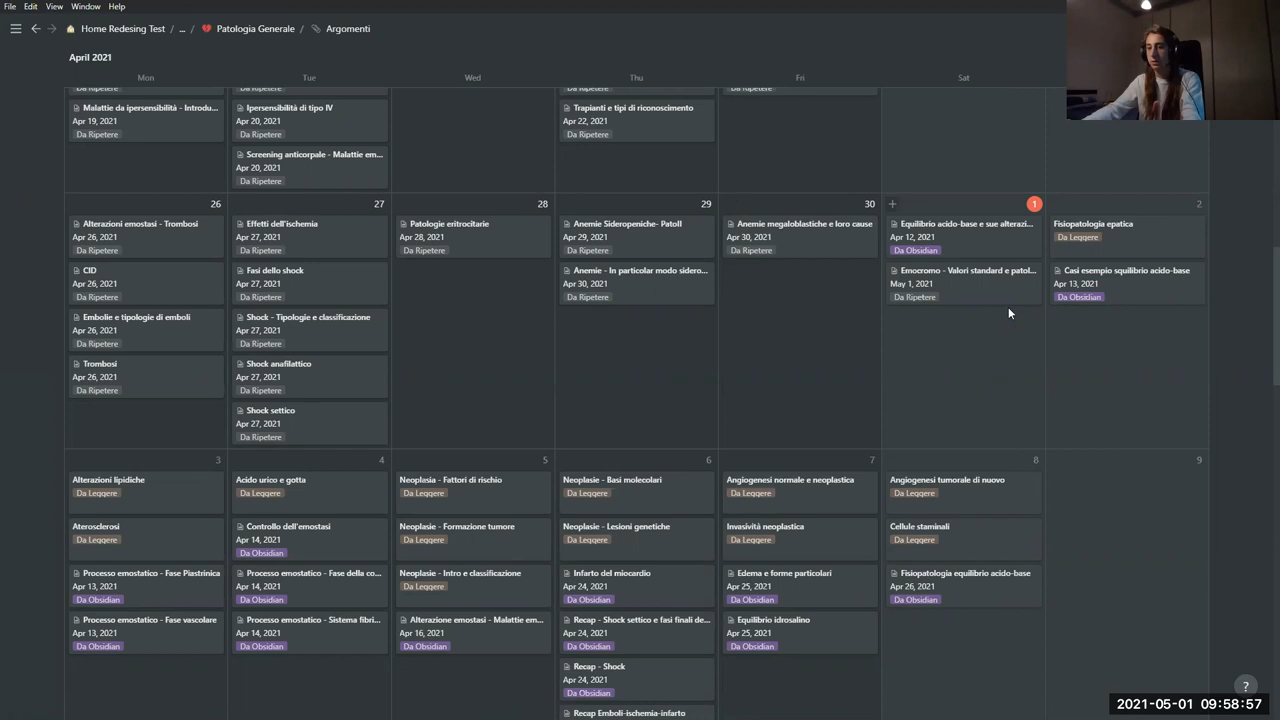 File Edit View Window Help
Home Redesing Test / ... / Patologia Generale / Argomenti
April 2021
Mon Tue Wed Thu Fri Sat
Da Ripetere
Malattie da ipersensibilità - Introdu...
Apr 19, 2021
Da Ripetere
Da Ripetere
Ipersensibilità di tipo IV
Apr 20, 2021
Da Ripetere
Screening anticorpale - Malattie em...
Apr 20, 2021
Da Ripetere
Da Ripetere
Trapianti e tipi di riconoscimento
Apr 22, 2021
Da Ripetere
Da Ripetere
26
Alterazioni emostasi - Trombosi
Apr 26, 2021
Da Ripetere
CID
Apr 26, 2021
Da Ripetere
Embolie e tipologie di emboli
Apr 26, 2021
Da Ripetere
Trombosi
Apr 26, 2021
Da Ripetere
27
Effetti dell'ischemia
Apr 27, 2021
Da Ripetere
Fasi dello shock
Apr 27, 2021
Da Ripetere
Shock - Tipologie e classificazione
Apr 27, 2021
Da Ripetere
Shock anafilattico
Apr 27, 2021
Da Ripetere
Shock settico
Apr 27, 2021
Da Ripetere
28
Patologie eritrocitarie
Apr 28, 2021
Da Ripetere
29
Anemie Sideropeniche- Patoll
Apr 29, 2021
Da Ripetere
Anemie - In particolar modo sidero...
Apr 30, 2021
Da Ripetere
30
Anemie megaloblastiche e loro cause
Apr 30, 2021
Da Ripetere
+ 1
Equilibrio acido-base e sue alterazi...
Apr 12, 2021
Da Obsidian
Emocromo - Valori standard e patol...
May 1, 2021
Da Ripetere
2
Fisiopatologia epatica
Da Leggere
Casi esempio squilibrio acido-base
Apr 13, 2021
Da Obsidian
3
Alterazioni lipidiche
Da Leggere
Aterosclerosi
Da Leggere
Processo emostatico - Fase Piastrinica
Apr 13, 2021
Da Obsidian
Processo emostatico - Fase vascolare
Apr 13, 2021
Da Obsidian
4
Acido urico e gotta
Da Leggere
Controllo dell'emostasi
Apr 14, 2021
Da Obsidian
Processo emostatico - Fase della co...
Apr 14, 2021
Da Obsidian
Processo emostatico - Sistema fibri...
Apr 14, 2021
Da Obsidian
5
Neoplasia - Fattori di rischio
Da Leggere
Neoplasie - Formazione tumore
Da Leggere
Neoplasie - Intro e classificazione
Da Leggere
Alterazione emostasi - Malattie em...
Apr 16, 2021
Da Obsidian
6
Neoplasie - Basi molecolari
Da Leggere
Neoplasie - Lesioni genetiche
Da Leggere
Infarto del miocardio
Apr 24, 2021
Da Obsidian
Recap - Shock settico e fasi finali de...
Apr 24, 2021
Da Obsidian
Recap - Shock
Apr 24, 2021
Da Obsidian
Recap Emboli-ischemia-infarto
7
Angiogenesi normale e neoplastica
Da Leggere
Invasività neoplastica
Da Leggere
Edema e forme particolari
Apr 25, 2021
Da Obsidian
Equilibrio idrosalino
Apr 25, 2021
Da Obsidian
8
Angiogenesi tumorale di nuovo
Da Leggere
Cellule staminali
Da Leggere
Fisiopatologia equilibrio acido-base
Apr 26, 2021
Da Obsidian
9
?
2021-05-01 09:58:57